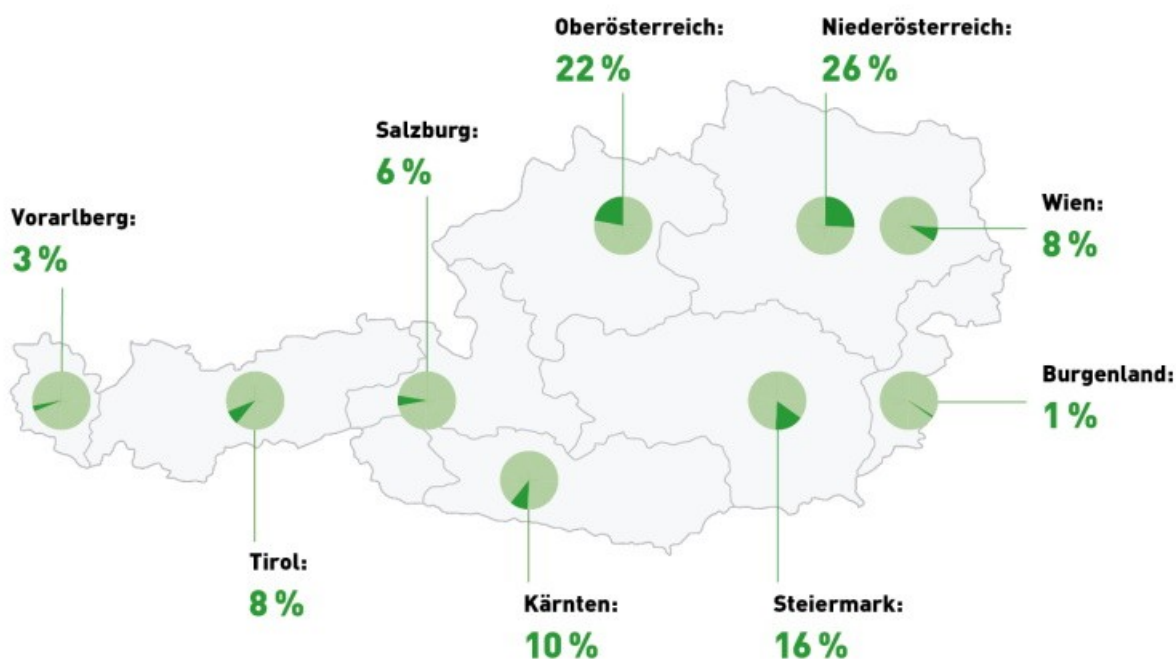 Oberösterreich:
22 %
Niederösterreich:
26 %
Salzburg:
6 %
Vorarlberg:
3 %
Wien:
8 %
Burgenland:
1 %
Tirol:
8 %
Kärnten:
10 %
Steiermark:
16 %